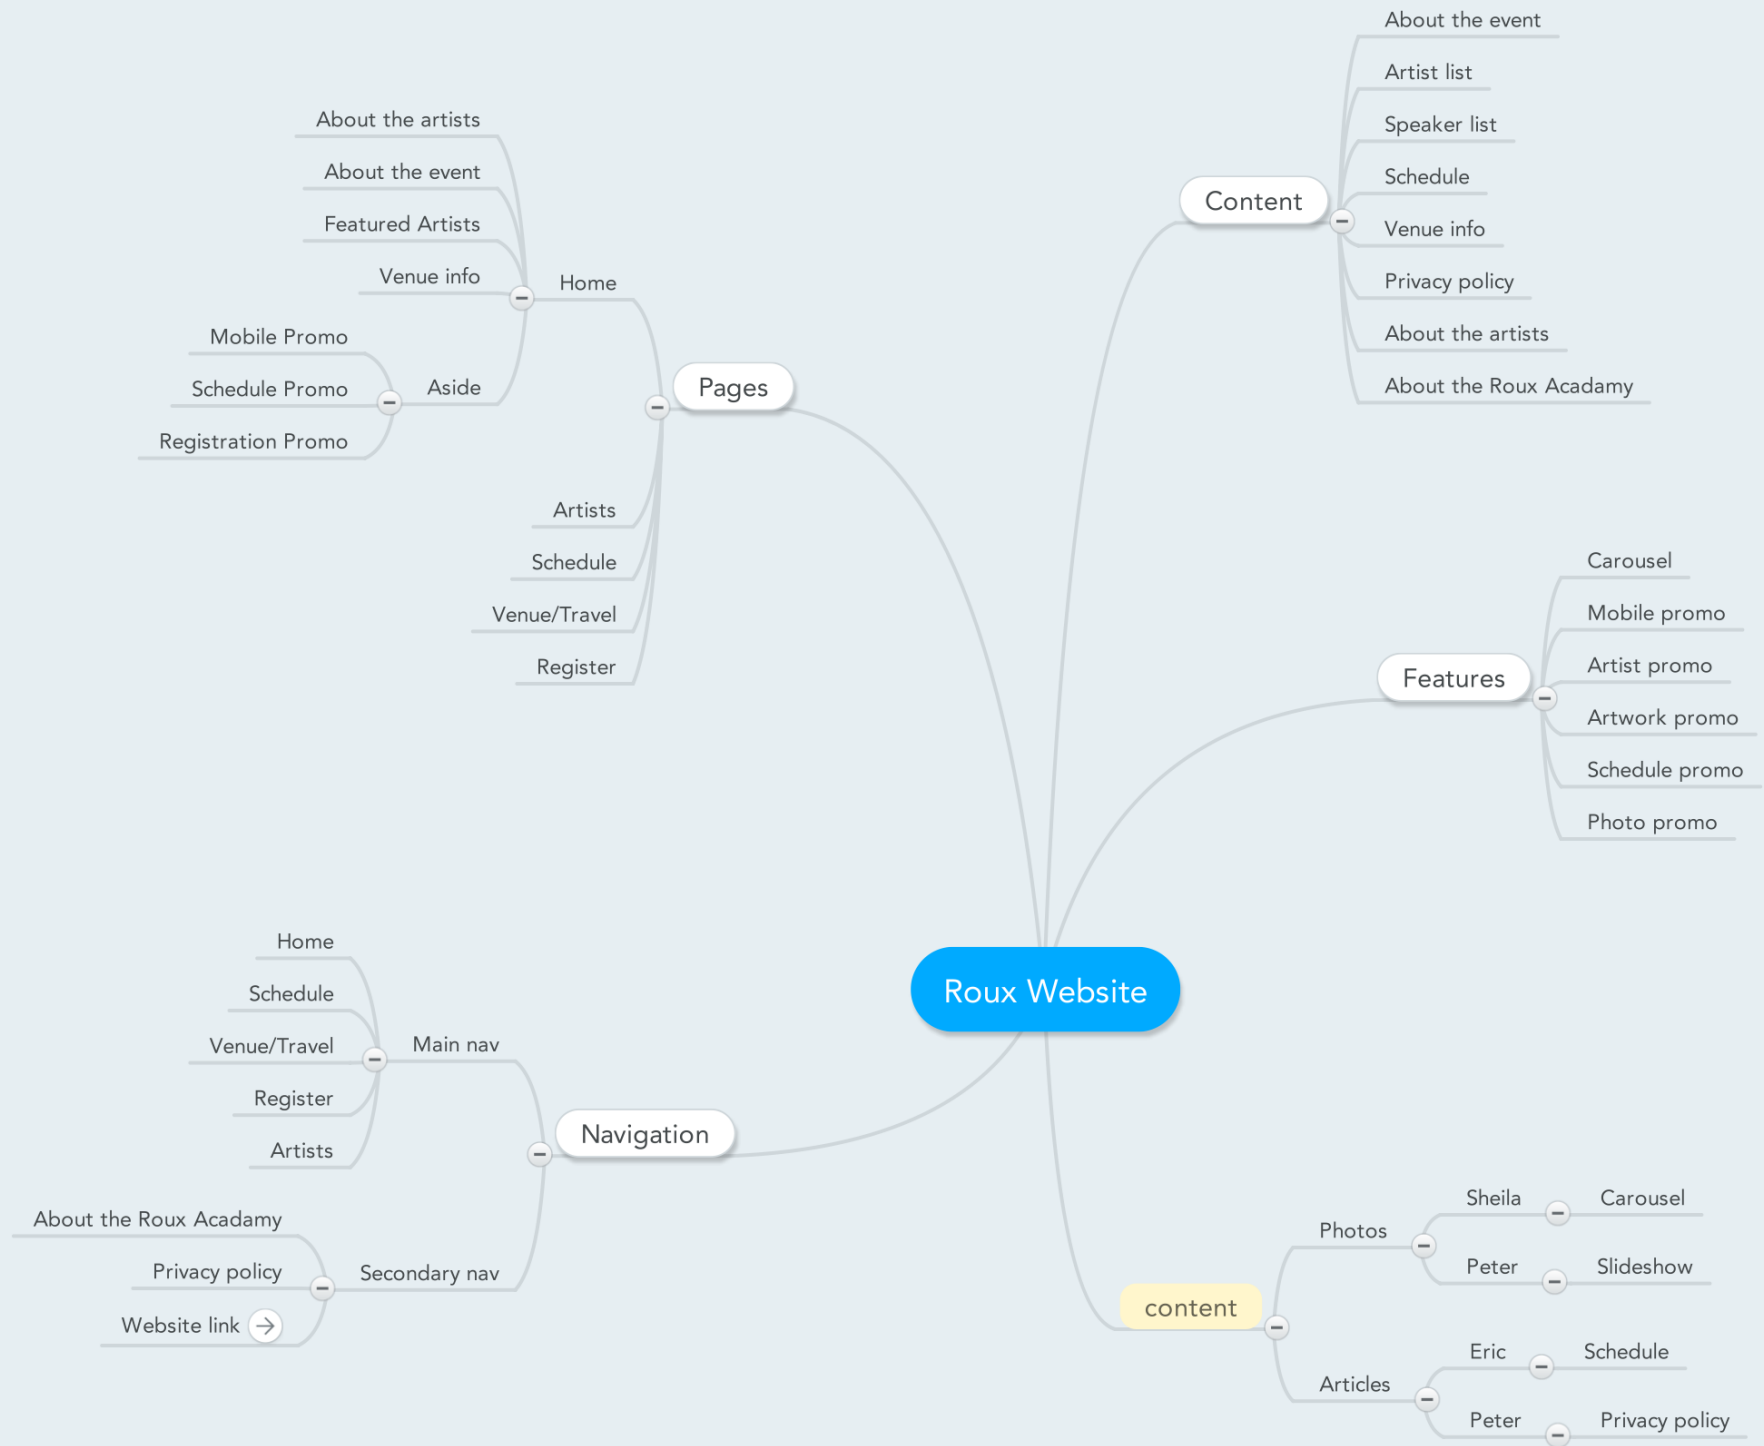 Roux Website
Pages
Home
About the artists
About the event
Featured Artists
Venue info
Aside
Mobile Promo
Schedule Promo
Registration Promo
Artists
Schedule
Venue/Travel
Register
Navigation
Main nav
Home
Schedule
Venue/Travel
Register
Artists
Secondary nav
About the Roux Acadamy
Privacy policy
Website link
Content
About the event
Artist list
Speaker list
Schedule
Venue info
Privacy policy
About the artists
About the Roux Acadamy
Features
Carousel
Mobile promo
Artist promo
Artwork promo
Schedule promo
Photo promo
content
Photos
Sheila
Carousel
Peter
Slideshow
Articles
Eric
Schedule
Peter
Privacy policy